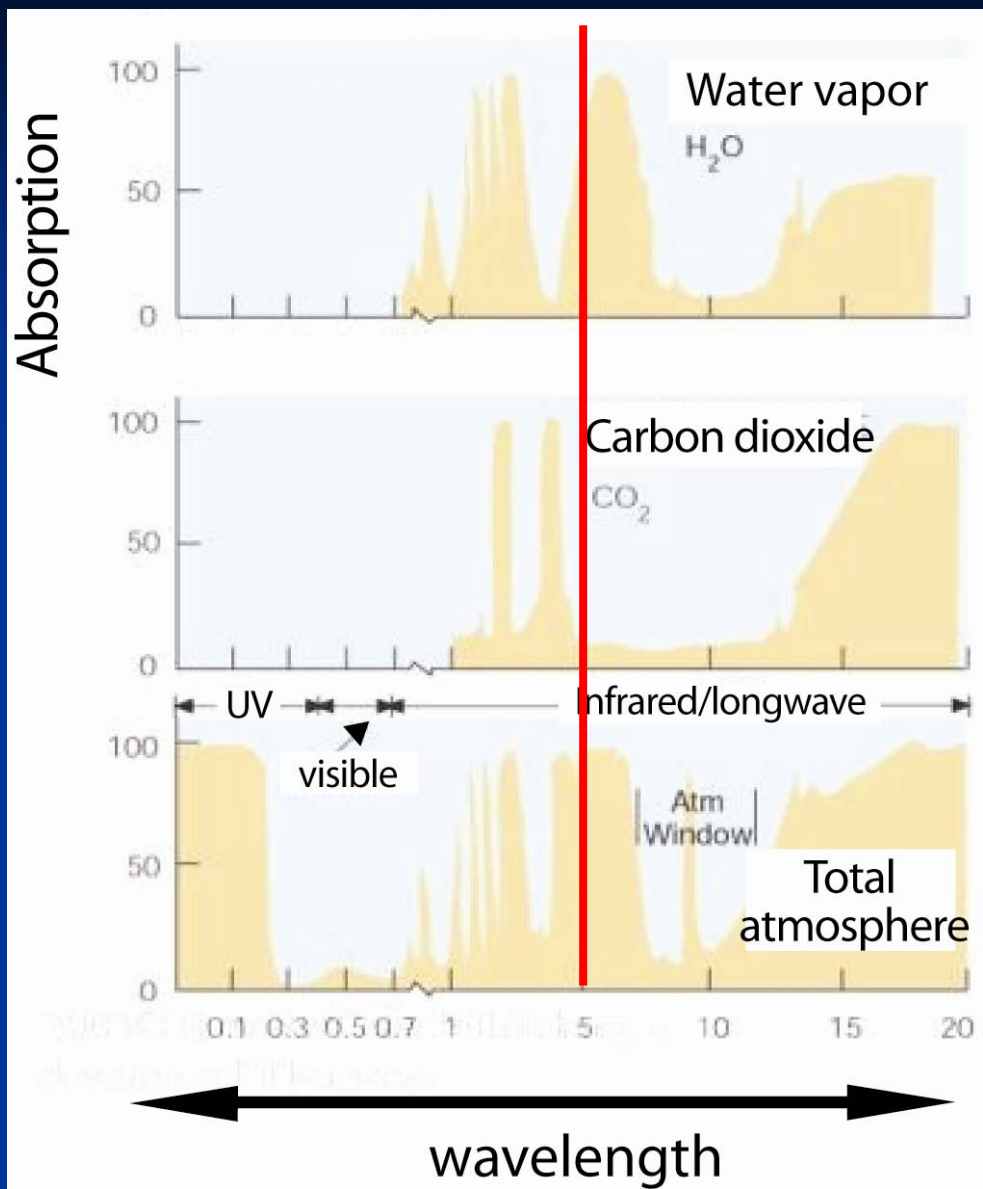 Absorption
100
50
0
Water vapor
H₂O
100
50
0
Carbon dioxide
CO₂
UV
visible
Infrared/longwave
100
50
0
Atm
Window
Total
atmosphere
0.1 0.3 0.5 0.7 1 5 10 15 20
wavelength